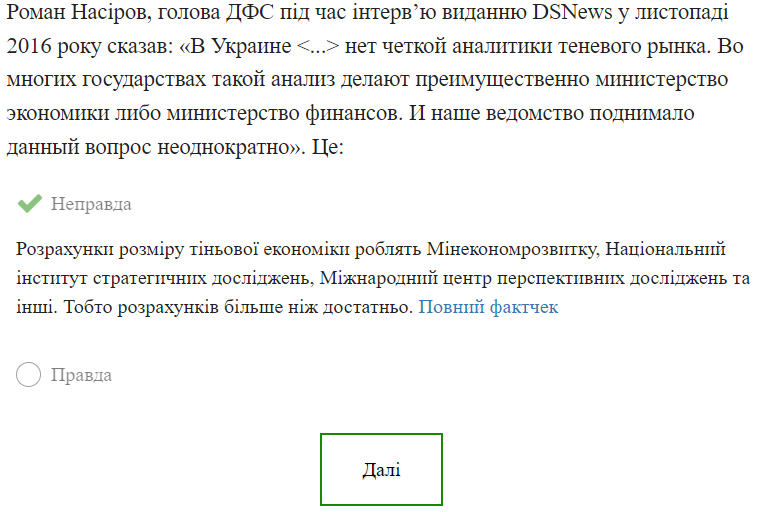 Роман Насіров, голова ДФС під час інтерв’ю виданню DSNews у листопаді
2016 року сказав: «В Украине <...> нет четкой аналитики теневого рынка. Во
многих государствах такой анализ делают преимущественно министерство
экономики либо министерство финансов. И наше ведомство поднимало
данный вопрос неоднократно». Це:
Неправда
Розрахунки розміру тіньової економіки роблять Мінекономрозвитку, Національний
інститут стратегичних досліджень, Міжнародний центр перспективних досліджень та
інші. Тобто розрахунків більше ніж достатньо. Повний фактчек
Правда
Далі